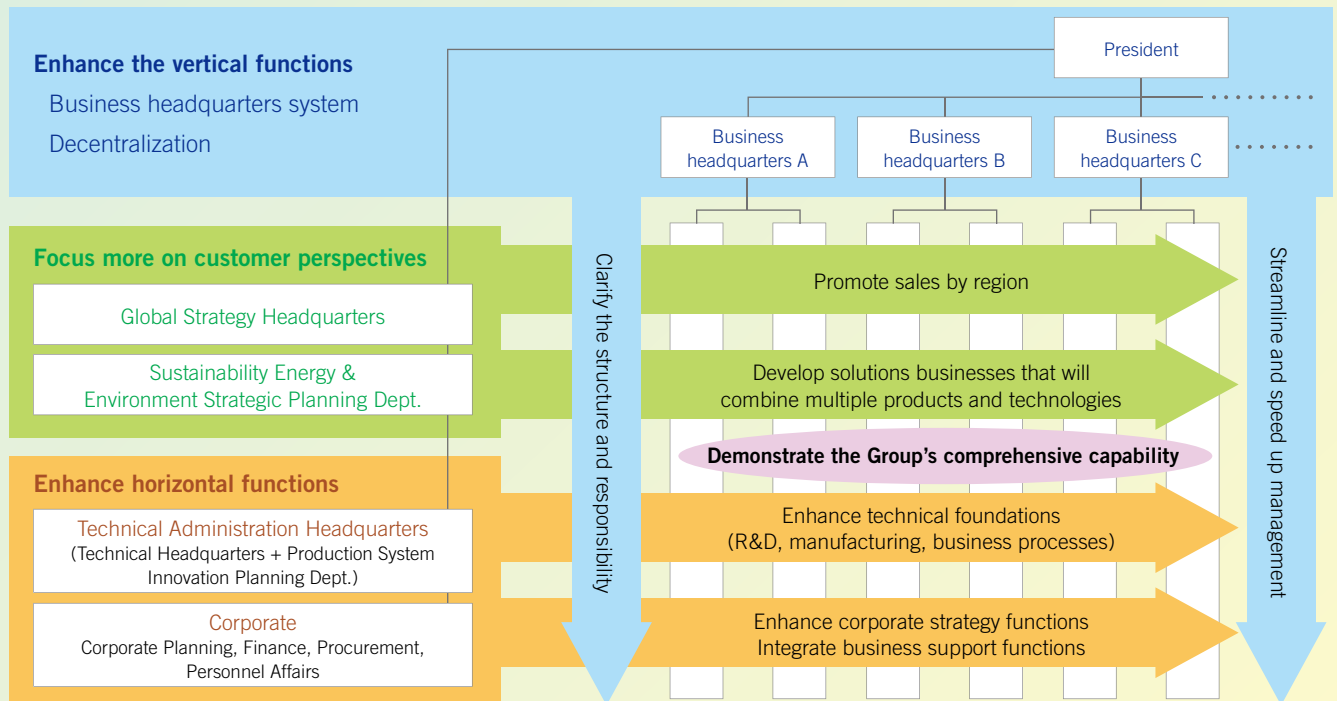 Enhance the vertical functions
Business headquarters system
Decentralization
President
Business
headquarters A
Business
headquarters B
Business
headquarters C
Focus more on customer perspectives
Global Strategy Headquarters
Sustainability Energy &
Environment Strategic Planning Dept.
Enhance horizontal functions
Technical Administration Headquarters
(Technical Headquarters + Production System
Innovation Planning Dept.)
Corporate
Corporate Planning, Finance, Procurement,
Personnel Affairs
Clarify the structure and responsibility
Promote sales by region
Develop solutions businesses that will
combine multiple products and technologies
Demonstrate the Group's comprehensive capability
Enhance technical foundations
(R&D, manufacturing, business processes)
Enhance corporate strategy functions
Integrate business support functions
Streamline and speed up management